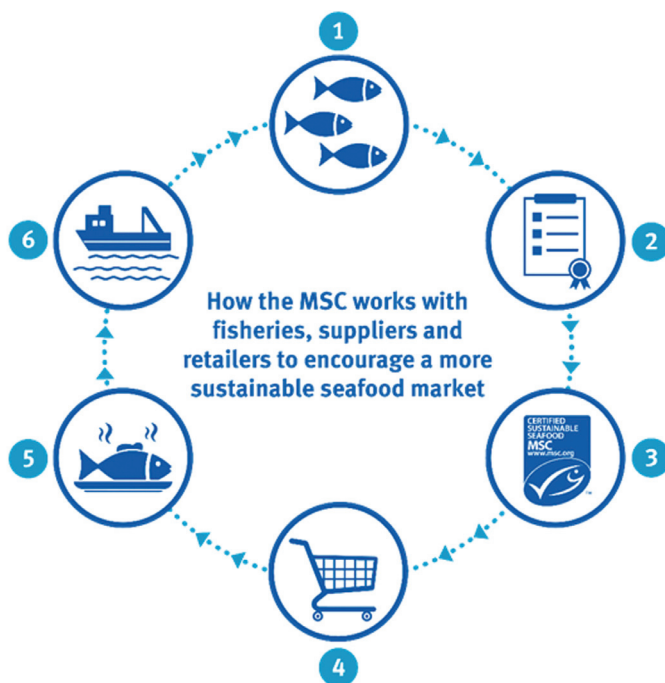 1
2
3
4
5
6
How the MSC works with
fisheries, suppliers and
retailers to encourage a more
sustainable seafood market
CERTIFIED
SUSTAINABLE
SEAFOOD
MSC
www.msc.org
TM